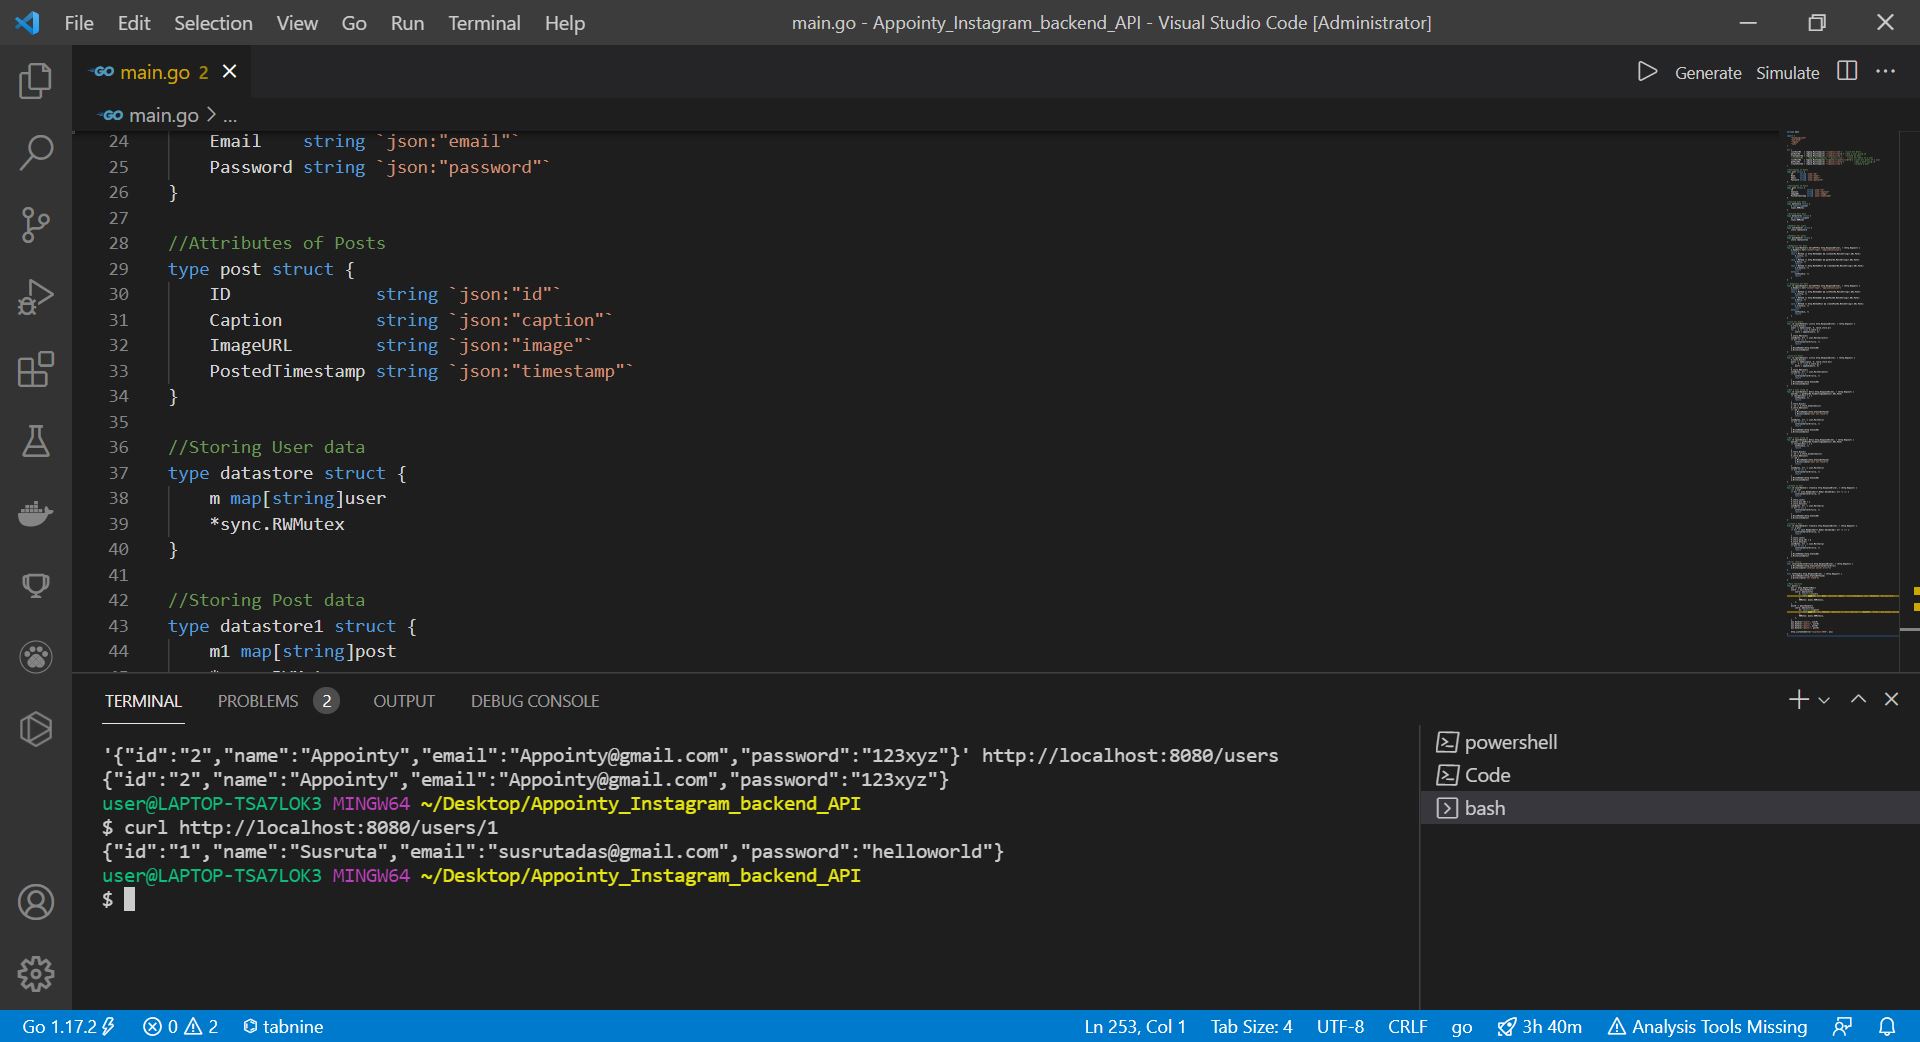 File Edit Selection View Go Run Terminal Help
main.go - Appointy_Instagram_backend_API - Visual Studio Code [Administrator]
GO main.go 2
Generate Simulate
GO main.go > ...
24 Email string `json:"email"`
25 Password string `json:"password"`
26 }
27
28 //Attributes of Posts
29 type post struct {
30 ID string `json:"id"`
31 Caption string `json:"caption"`
32 ImageURL string `json:"image"`
33 PostedTimestamp string `json:"timestamp"`
34 }
35
36 //Storing User data
37 type datastore struct {
38 m map[string]user
39 *sync.RWMutex
40 }
41
42 //Storing Post data
43 type datastore1 struct {
44 m1 map[string]post
TERMINAL PROBLEMS 2 OUTPUT DEBUG CONSOLE
'{"id":"2","name":"Appointy","email":"Appointy@gmail.com","password":"123xyz"}' http://localhost:8080/users
{"id":"2","name":"Appointy","email":"Appointy@gmail.com","password":"123xyz"}
user@LAPTOP-TSA7LOK3 MINGW64 ~/Desktop/Appointy_Instagram_backend_API
$ curl http://localhost:8080/users/1
{"id":"1","name":"Susruta","email":"susrutadas@gmail.com","password":"helloworld"}
user@LAPTOP-TSA7LOK3 MINGW64 ~/Desktop/Appointy_Instagram_backend_API
$
powershell
Code
bash
Go 1.17.2 0 2 tabnine
Ln 253, Col 1 Tab Size: 4 UTF-8 CRLF go 3h 40m Analysis Tools Missing